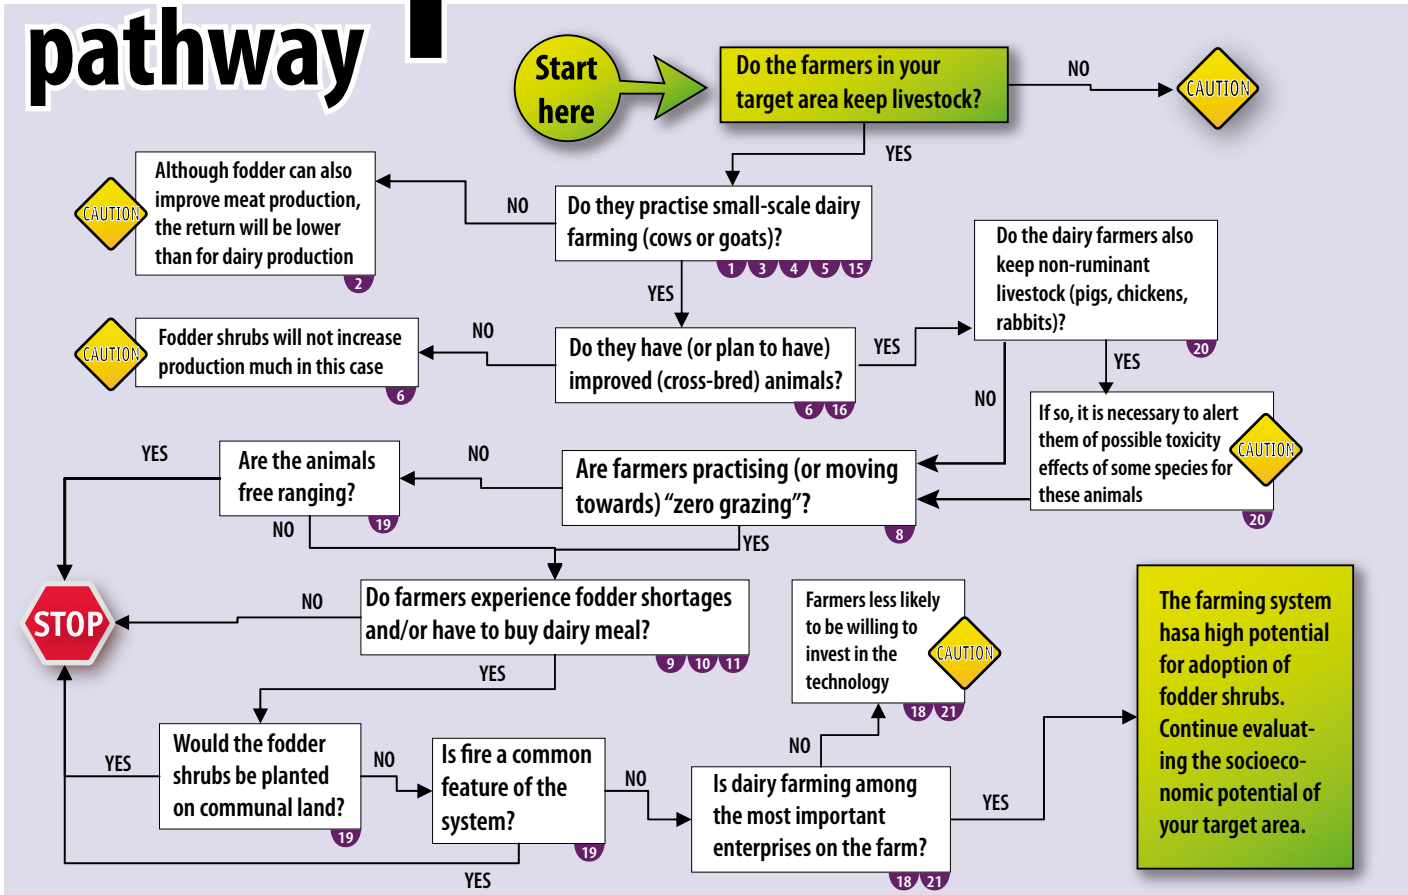 pathway
Start
here
Do the farmers in your
target area keep livestock?
NO
CAUTION
YES
Although fodder can also
improve meat production,
the return will be lower
than for dairy production
CAUTION
2
NO
Do they practise small-scale dairy
farming (cows or goats)?
1 3 4 5 15
YES
Do the dairy farmers also
keep non-ruminant
livestock (pigs, chickens,
rabbits)?
20
Fodder shrubs will not increase
production much in this case
CAUTION
6
NO
Do they have (or plan to have)
improved (cross-bred) animals?
6 16
YES
YES
NO
If so, it is necessary to alert
them of possible toxicity
effects of some species for
these animals
CAUTION
20
YES
Are the animals
free ranging?
19
NO
Are farmers practising (or moving
towards) “zero grazing”?
8
NO
YES
STOP
NO
Do farmers experience fodder shortages
and/or have to buy dairy meal?
9 10 11
YES
Farmers less likely
to be willing to
invest in the
technology
CAUTION
18 21
The farming system
hasa high potential
for adoption of
fodder shrubs.
Continue evaluat-
ing the socioeco-
nomic potential of
your target area.
YES
Would the fodder
shrubs be planted
on communal land?
19
NO
Is fire a common
feature of the
system?
19
NO
YES
NO
Is dairy farming among
the most important
enterprises on the farm?
18 21
YES